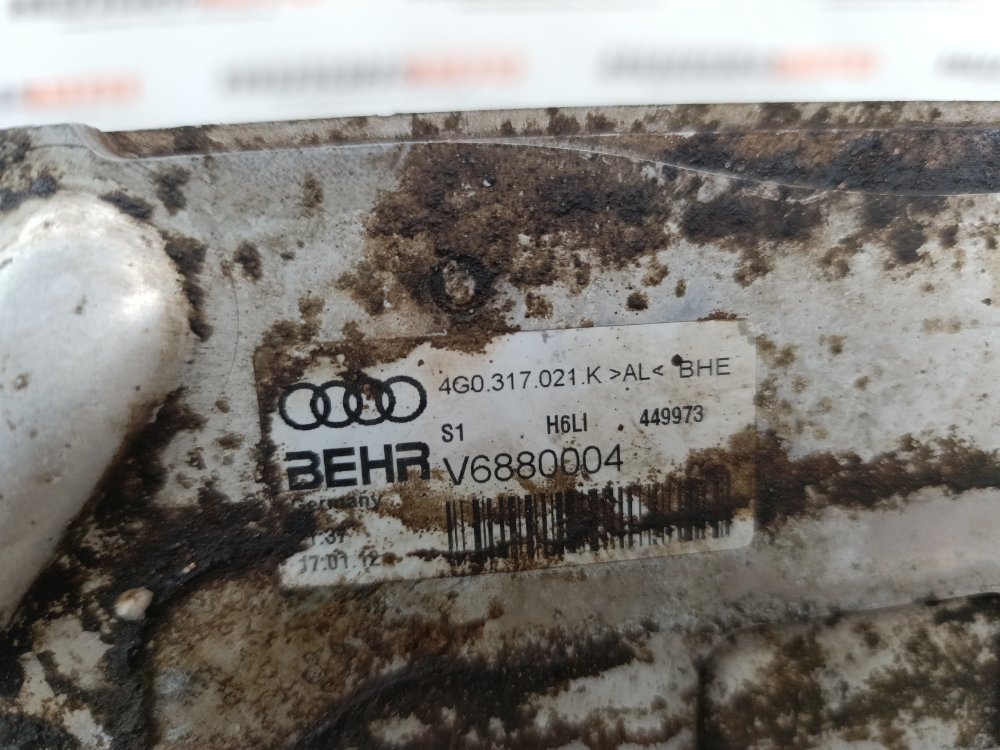 4G0.317.021.K >AL< BHE
S1 H6LI 449973
BEHR V6880004
17.01.12